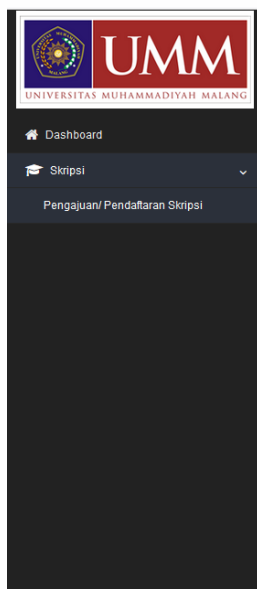 UMM
UNIVERSITAS MUHAMMADIYAH MALANG
Dashboard
Skripsi
Pengajuan/ Pendaftaran Skripsi